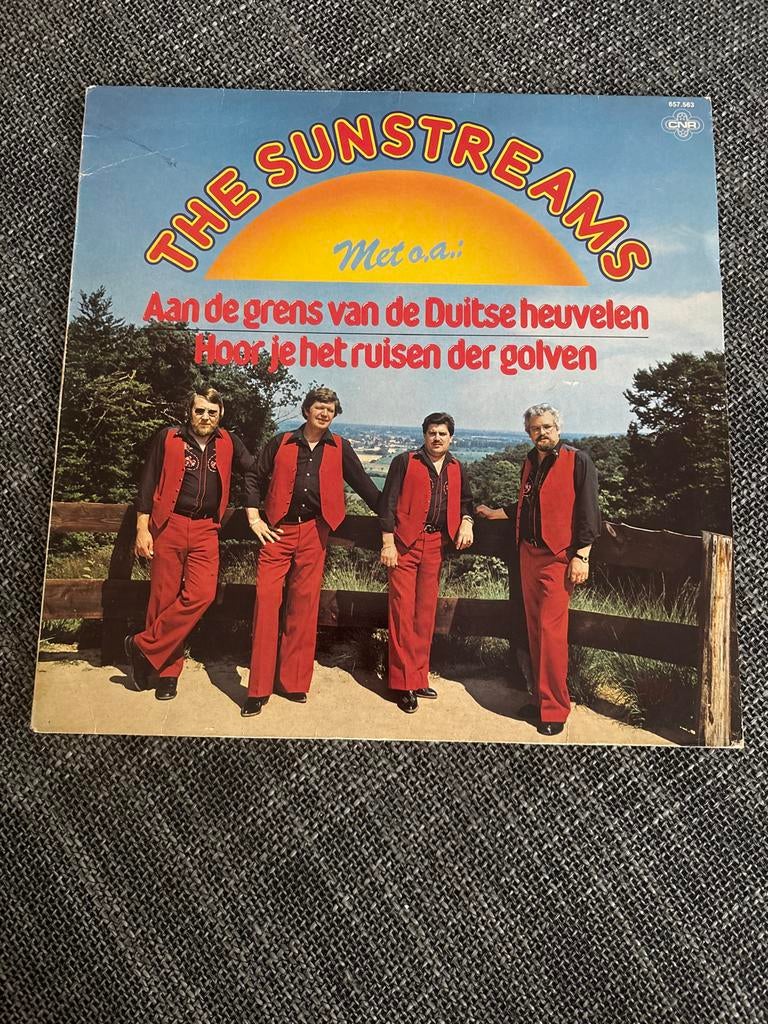 657.563
CNR
THE SUNSTREAMS
Met o.a.:
Aan de grens van de Duitse heuvelen
Hoor je het ruisen der golven